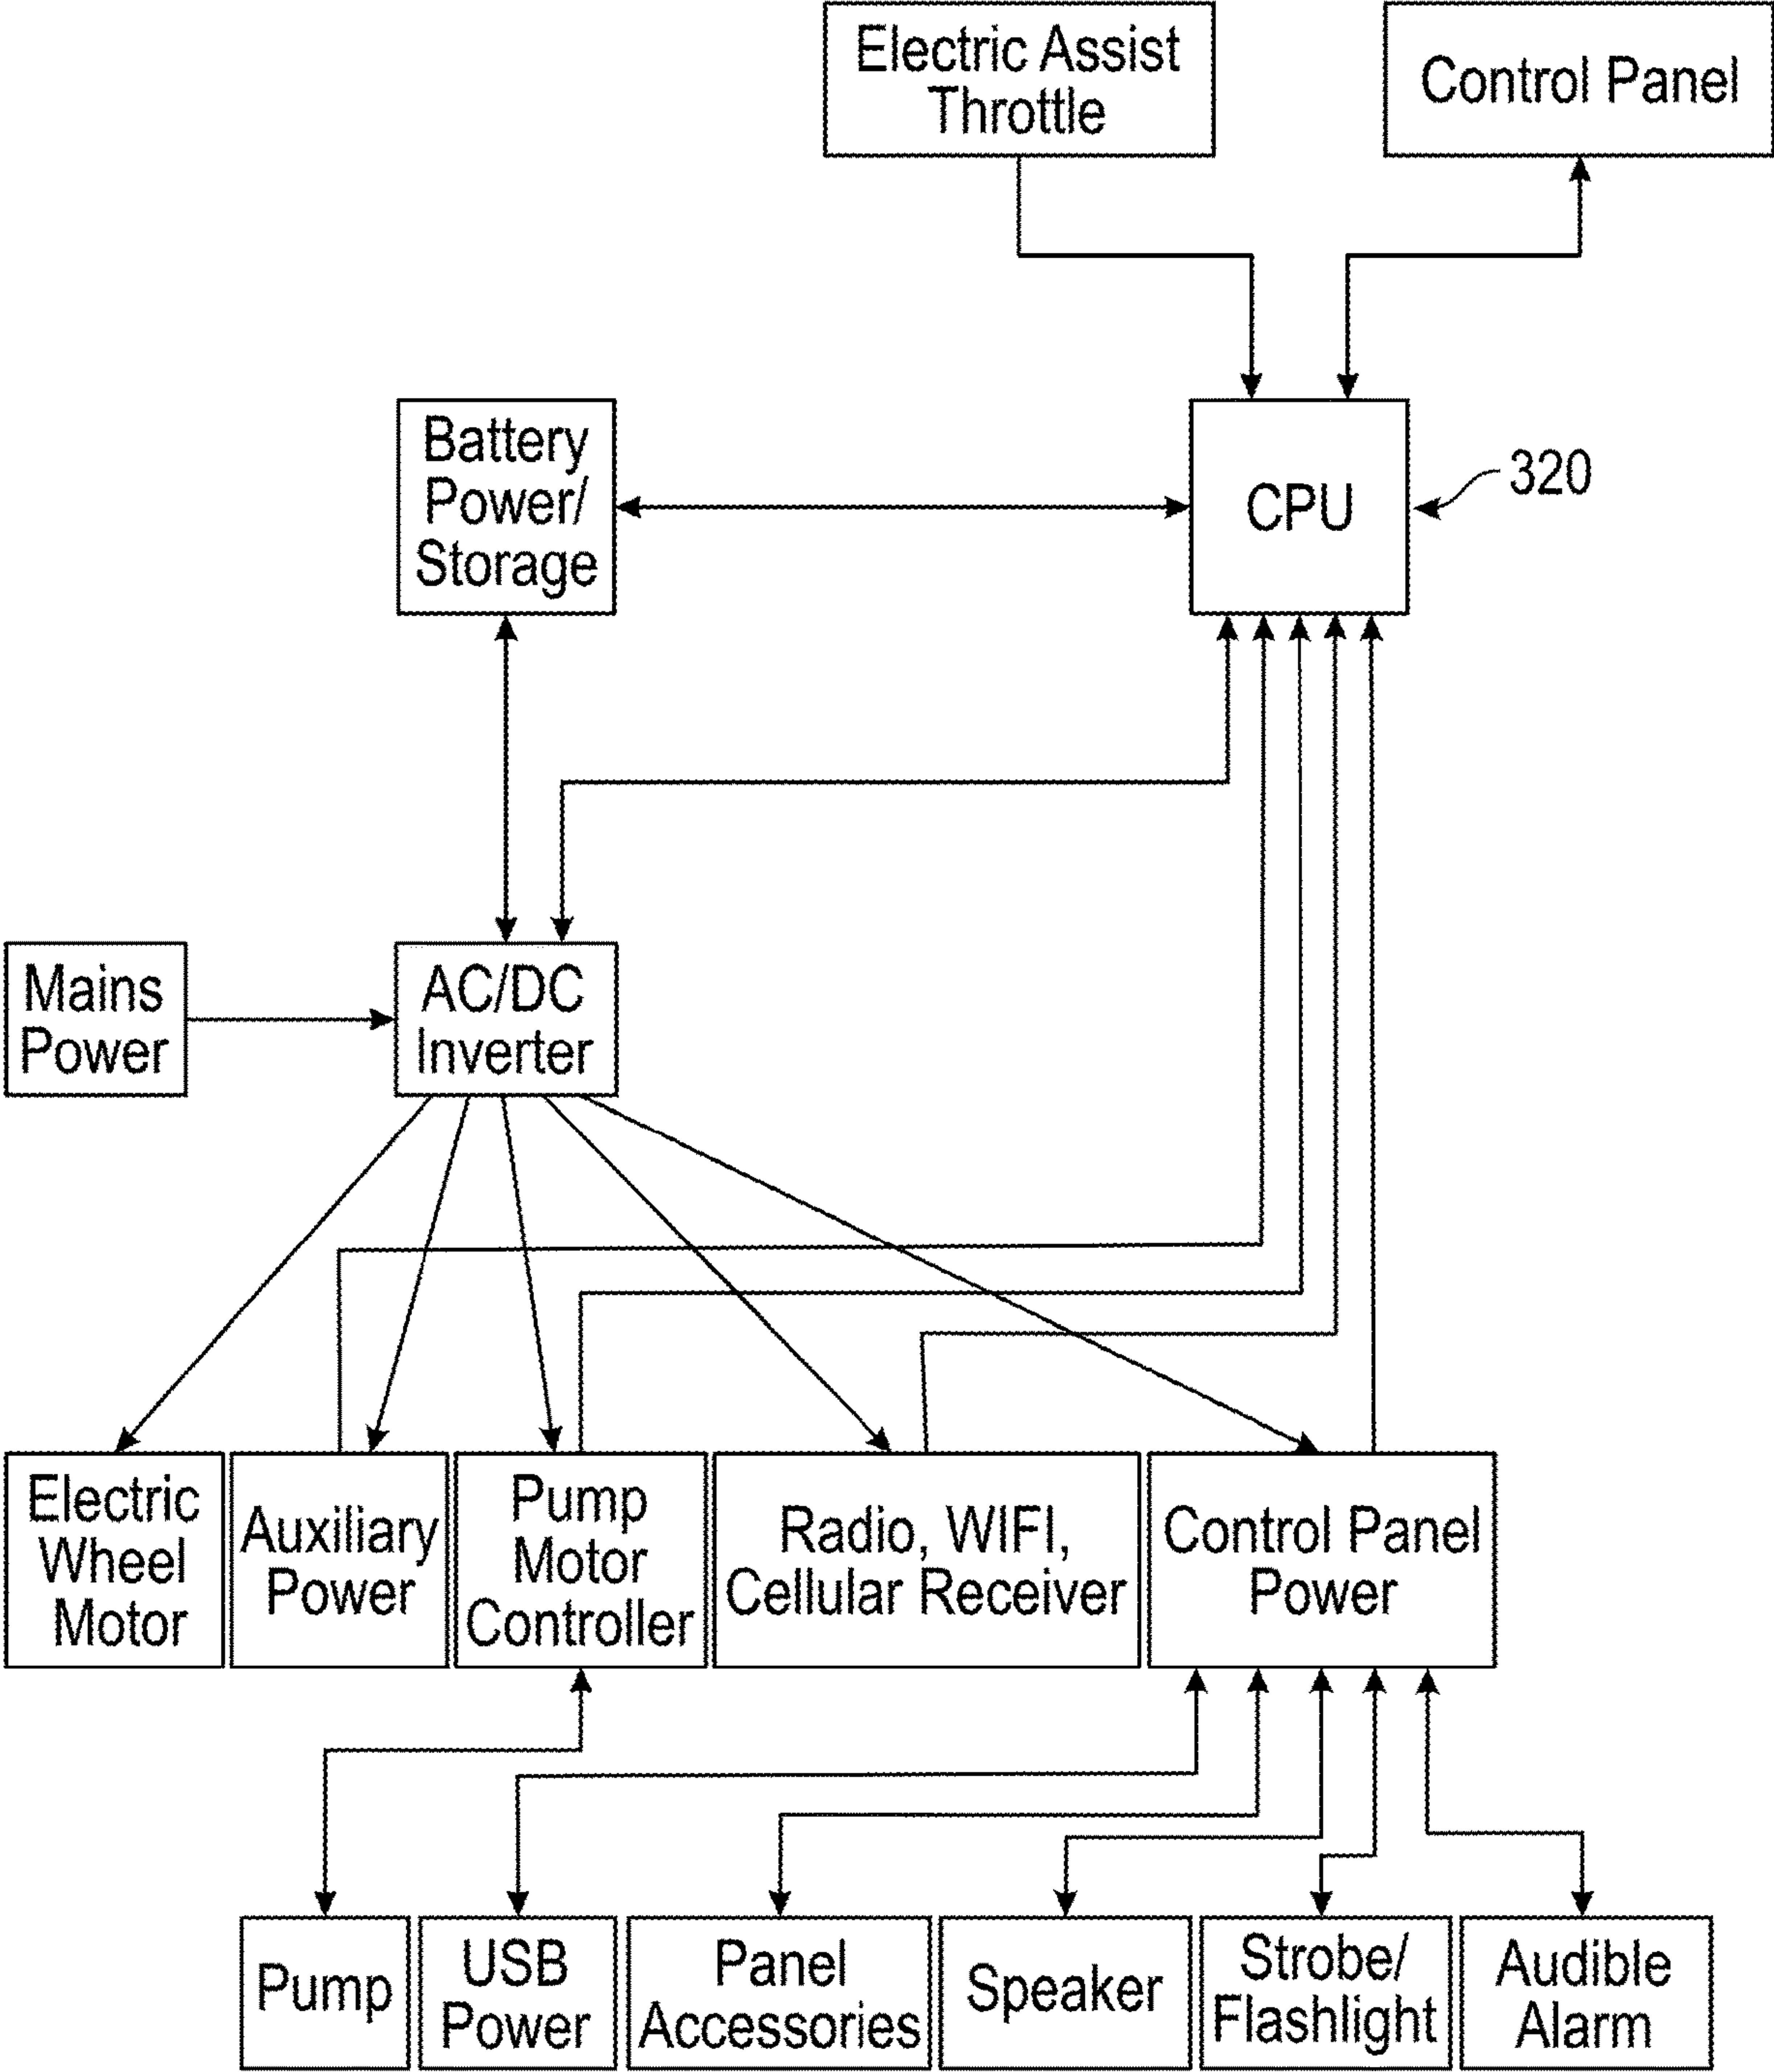 Electric Assist
Throttle
Control Panel
Battery
Power/
Storage
CPU
320
Mains
Power
AC/DC
Inverter
Electric
Wheel
Motor
Auxiliary
Power
Pump
Motor
Controller
Radio, WIFI,
Cellular Receiver
Control Panel
Power
Pump
USB
Power
Panel
Accessories
Speaker
Strobe/
Flashlight
Audible
Alarm